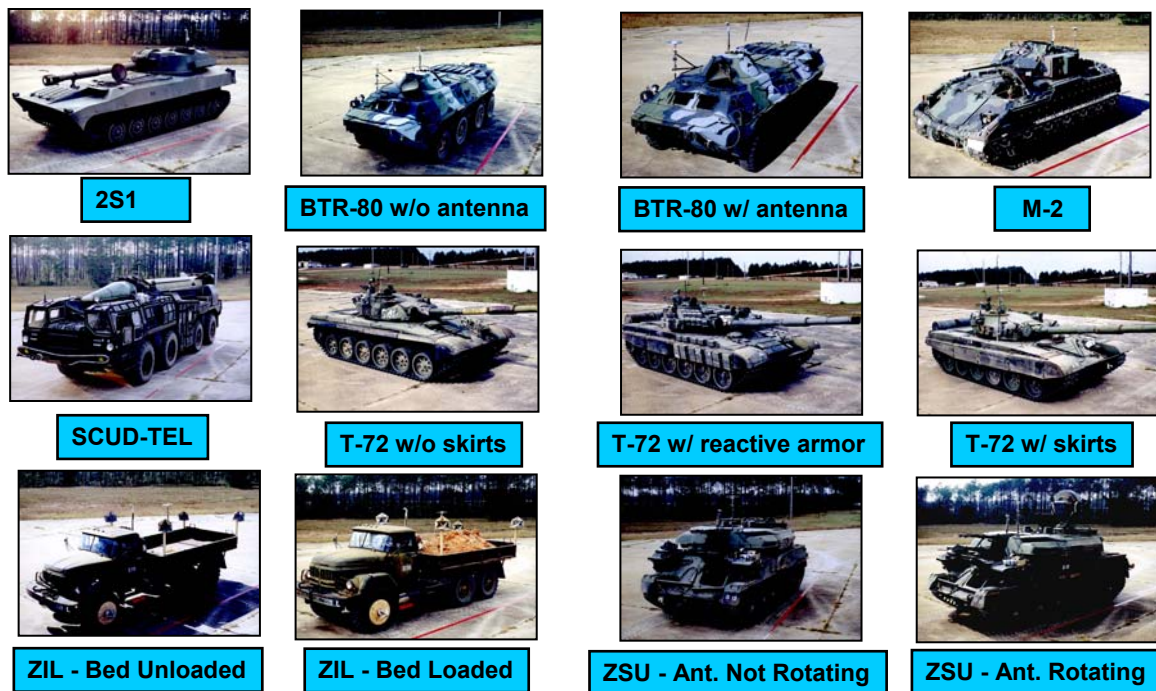 2S1
BTR-80 w/o antenna
BTR-80 w/ antenna
M-2
SCUD-TEL
T-72 w/o skirts
T-72 w/ reactive armor
T-72 w/ skirts
ZIL - Bed Unloaded
ZIL - Bed Loaded
ZSU - Ant. Not Rotating
ZSU - Ant. Rotating